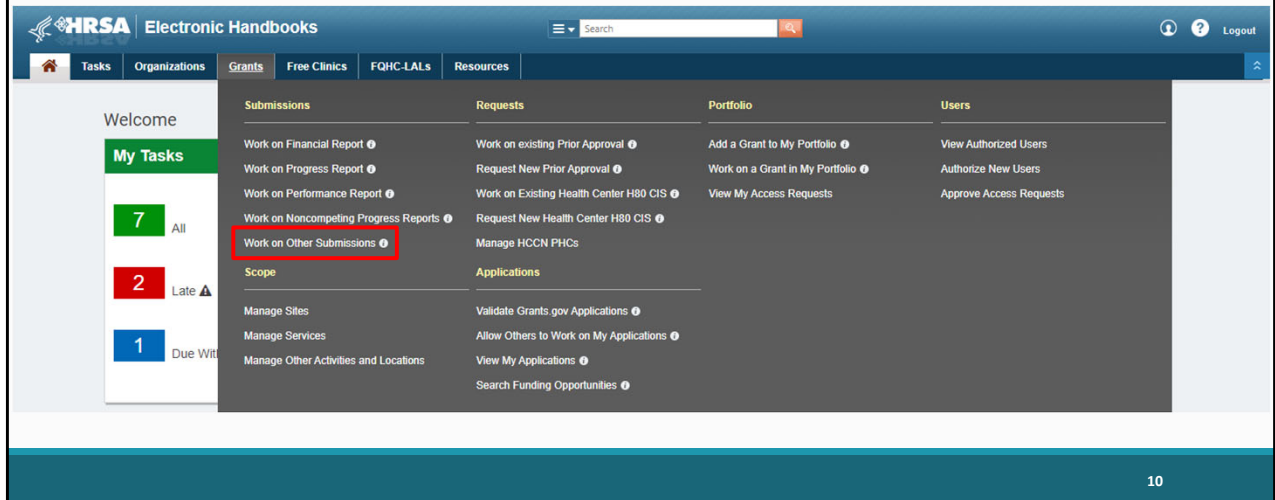 HRSA Electronic Handbooks
Search
Logout
Tasks Organizations Grants Free Clinics FQHC-LALs Resources
Welcome
My Tasks
7 All
2 Late
1 Due Wit
Submissions
Work on Financial Report
Work on Progress Report
Work on Performance Report
Work on Noncompeting Progress Reports
Work on Other Submissions
Requests
Work on existing Prior Approval
Request New Prior Approval
Work on Existing Health Center H80 CIS
Request New Health Center H80 CIS
Manage HCCN PHCs
Portfolio
Add a Grant to My Portfolio
Work on a Grant in My Portfolio
View My Access Requests
Users
View Authorized Users
Authorize New Users
Approve Access Requests
Scope
Manage Sites
Manage Services
Manage Other Activities and Locations
Applications
Validate Grants.gov Applications
Allow Others to Work on My Applications
View My Applications
Search Funding Opportunities
10